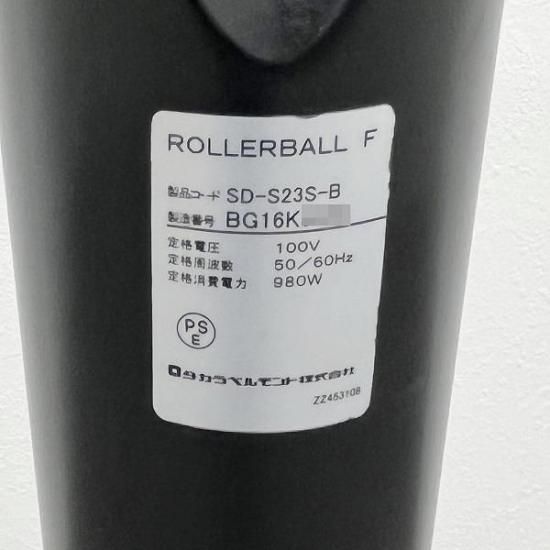 ROLLERBALL F
製品コード SD-S23S-B
製造番号 BG16K
定格電圧 100V
定格周波数 50/60Hz
定格消費電力 980W
PS
E
タカラベルモント株式会社
ZZ453108